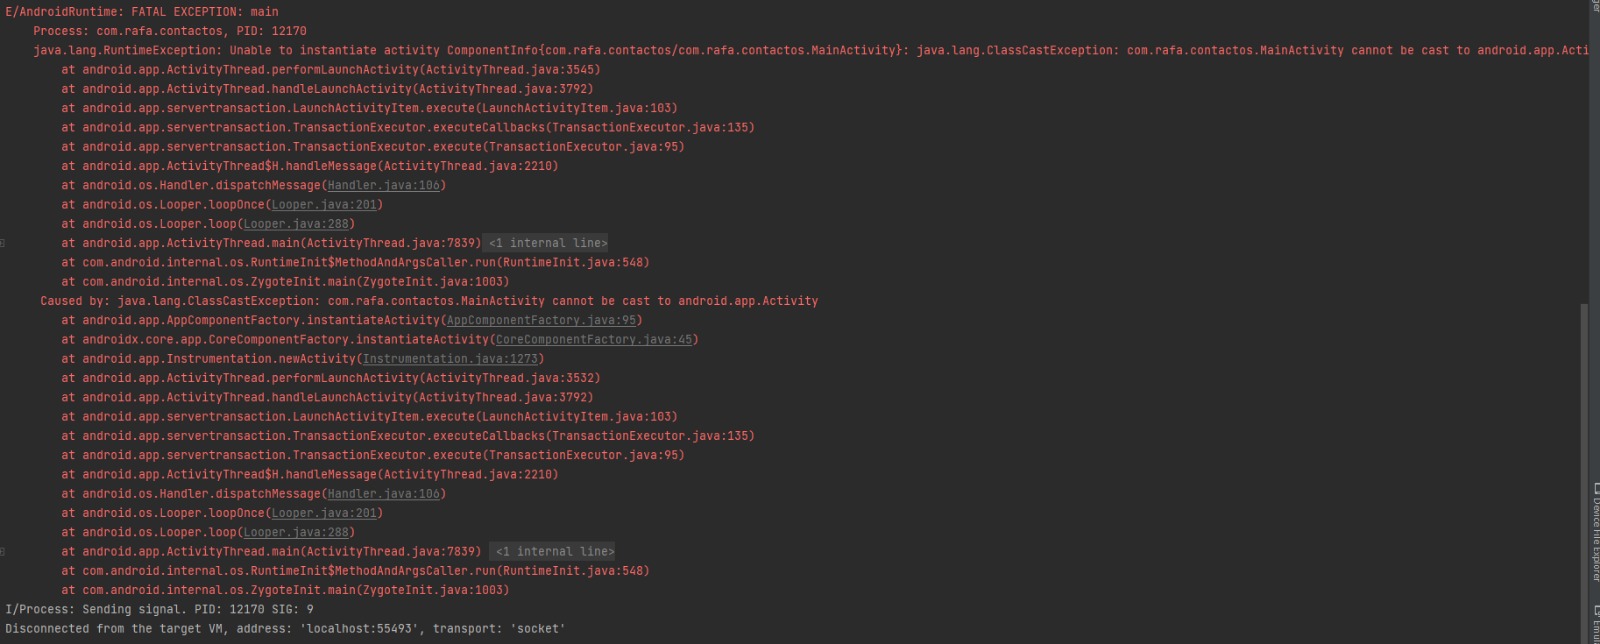 E/AndroidRuntime: FATAL EXCEPTION: main
Process: com.rafa.contactos, PID: 12170
java.lang.RuntimeException: Unable to instantiate activity ComponentInfo{com.rafa.contactos/com.rafa.contactos.MainActivity}: java.lang.ClassCastException: com.rafa.contactos.MainActivity cannot be cast to android.app.Acti
at android.app.ActivityThread.performLaunchActivity(ActivityThread.java:3545)
at android.app.ActivityThread.handleLaunchActivity(ActivityThread.java:3792)
at android.app.servertransaction.LaunchActivityItem.execute(LaunchActivityItem.java:103)
at android.app.servertransaction.TransactionExecutor.executeCallbacks(TransactionExecutor.java:135)
at android.app.servertransaction.TransactionExecutor.execute(TransactionExecutor.java:95)
at android.app.ActivityThread$H.handleMessage(ActivityThread.java:2210)
at android.os.Handler.dispatchMessage(Handler.java:106)
at android.os.Looper.loopOnce(Looper.java:201)
at android.os.Looper.loop(Looper.java:288)
at android.app.ActivityThread.main(ActivityThread.java:7839) <1 internal line>
at com.android.internal.os.RuntimeInit$MethodAndArgsCaller.run(RuntimeInit.java:548)
at com.android.internal.os.ZygoteInit.main(ZygoteInit.java:1003)
Caused by: java.lang.ClassCastException: com.rafa.contactos.MainActivity cannot be cast to android.app.Activity
at android.app.AppComponentFactory.instantiateActivity(AppComponentFactory.java:95)
at androidx.core.app.CoreComponentFactory.instantiateActivity(CoreComponentFactory.java:45)
at android.app.Instrumentation.newActivity(Instrumentation.java:1273)
at android.app.ActivityThread.performLaunchActivity(ActivityThread.java:3532)
at android.app.ActivityThread.handleLaunchActivity(ActivityThread.java:3792)
at android.app.servertransaction.LaunchActivityItem.execute(LaunchActivityItem.java:103)
at android.app.servertransaction.TransactionExecutor.executeCallbacks(TransactionExecutor.java:135)
at android.app.servertransaction.TransactionExecutor.execute(TransactionExecutor.java:95)
at android.app.ActivityThread$H.handleMessage(ActivityThread.java:2210)
at android.os.Handler.dispatchMessage(Handler.java:106)
at android.os.Looper.loopOnce(Looper.java:201)
at android.os.Looper.loop(Looper.java:288)
at android.app.ActivityThread.main(ActivityThread.java:7839) <1 internal line>
at com.android.internal.os.RuntimeInit$MethodAndArgsCaller.run(RuntimeInit.java:548)
at com.android.internal.os.ZygoteInit.main(ZygoteInit.java:1003)
I/Process: Sending signal. PID: 12170 SIG: 9
Disconnected from the target VM, address: 'localhost:55493', transport: 'socket'
Device File Explorer